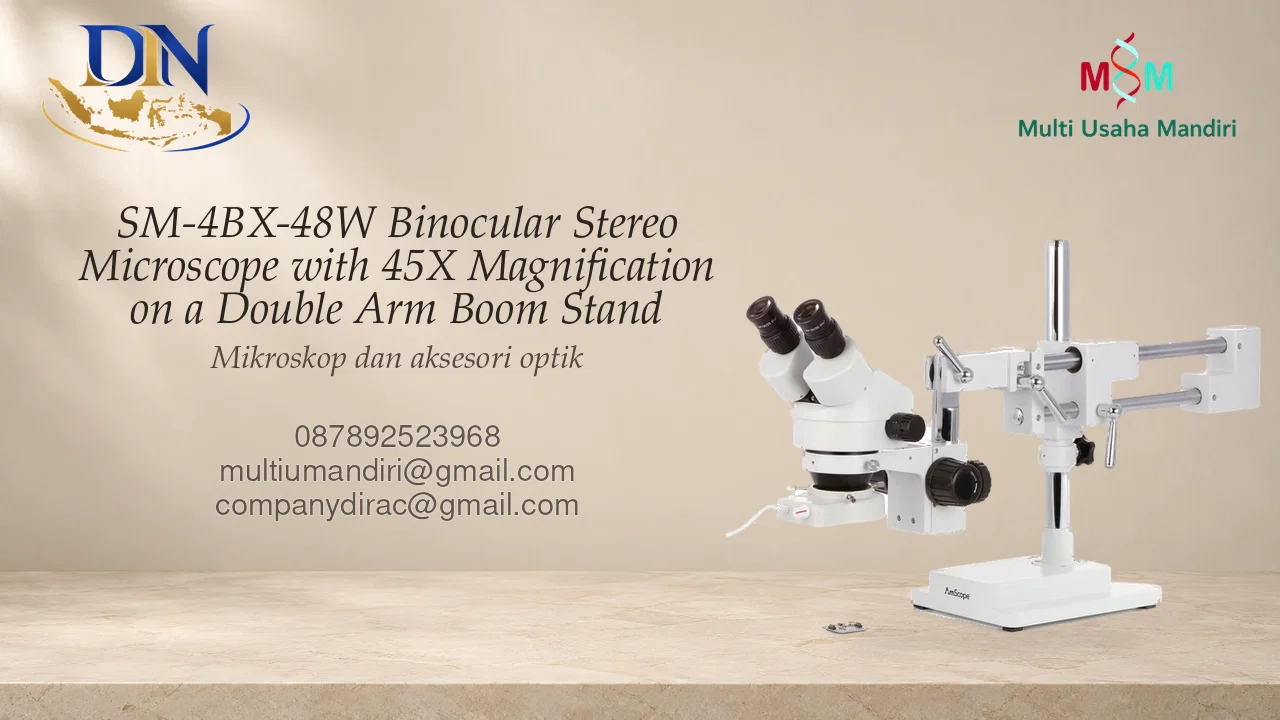 DN
M M
Multi Usaha Mandiri
SM-4BX-48W Binocular Stereo
Microscope with 45X Magnification
on a Double Arm Boom Stand
Mikroskop dan aksesori optik
087892523968
multiumandiri@gmail.com
companydirac@gmail.com
AmScope